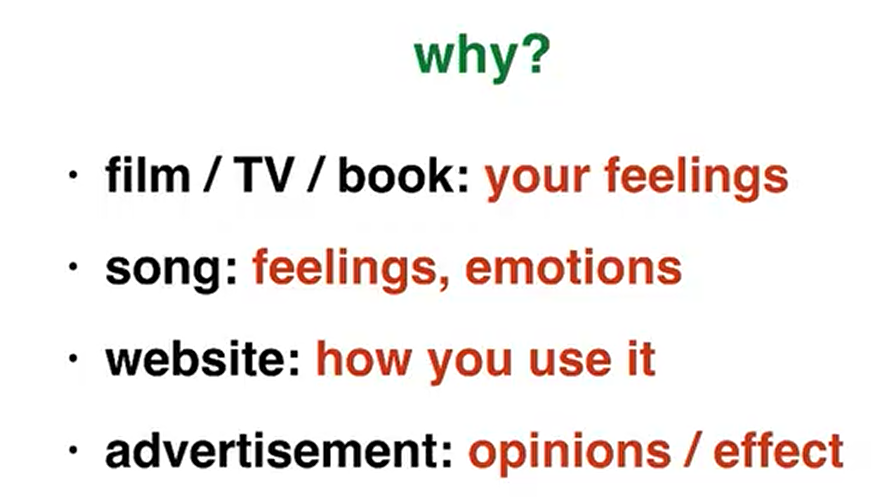 why?
· film / TV / book: your feelings
· song: feelings, emotions
· website: how you use it
· advertisement: opinions / effect